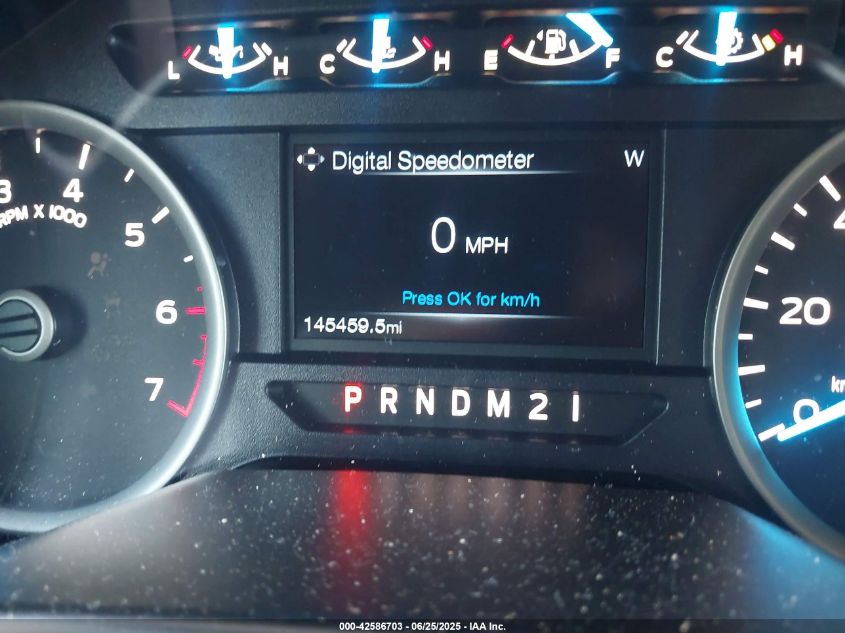 L H C H E F C H
Digital Speedometer W
3 4 5 6 7
RPM X 1000
0 MPH
Press OK for km/h
145459.5mi
P R N D M 2 1
20
0
000-42586703 - 06/25/2025 - IAA Inc.